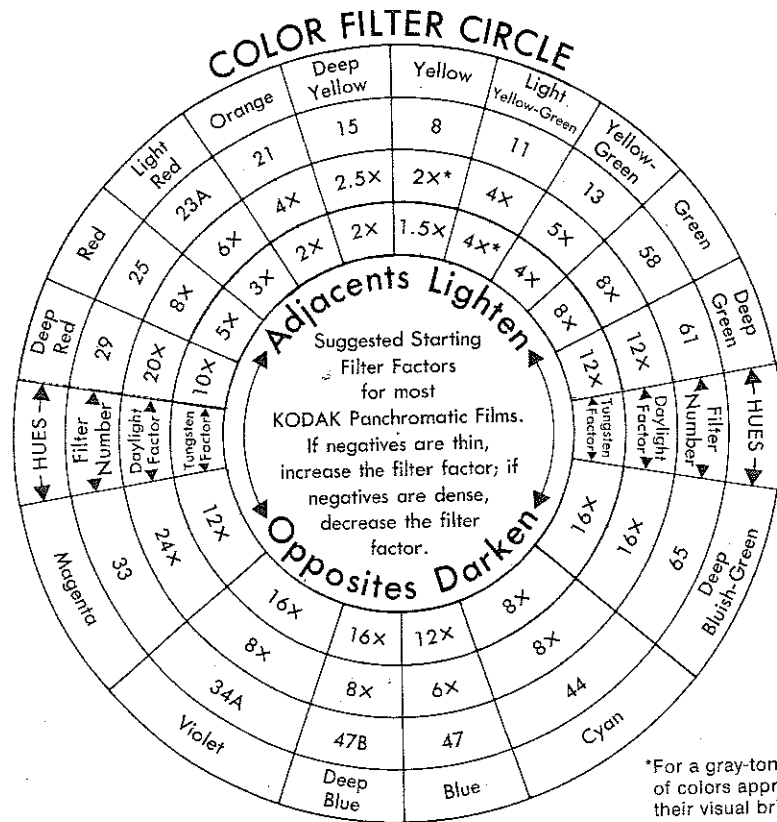 COLOR FILTER CIRCLE
Deep
Red
Red
Light
Red
Orange
Deep
Yellow
Yellow
Light
Yellow-Green
Yellow-
Green
Green
Deep
Green
29
25
23A
21
15
8
11
13
58
61
20X
8X
6X
4X
2.5X
2X*
4X
5X
8X
12X
10X
5X
3X
2X
2X
1.5X
4X*
4X
8X
12X
←HUES→
Filter
Number
Daylight
Factor
Tungsten
Factor
Adjacents Lighten
Suggested Starting
Filter Factors
for most
KODAK Panchromatic Films.
If negatives are thin,
increase the filter factor; if
negatives are dense,
decrease the filter
factor.
Opposites Darken
Tungsten
Factor
Daylight
Factor
Filter
Number
←HUES→
12X
16X
16X
12X
8X
16X
24X
8X
8X
6X
8X
16X
33
34A
47B
47
44
65
Magenta
Violet
Deep
Blue
Blue
Cyan
Deep
Bluish-Green
*For a gray-ton
of colors appr
their visual br